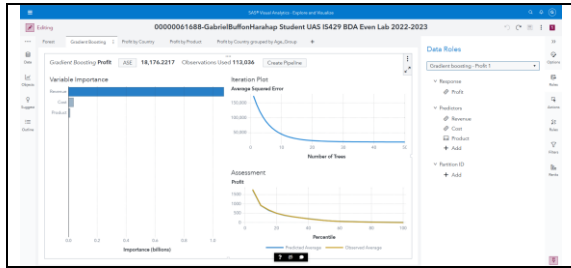 SAS® Visual Analytics - Explore and Visualize
Editing
00000061688-GabrielBuffonHarahap Student UAS IS429 BDA Even Lab 2022-2023
Forest
Gradient Boosting
Profit by Country
Profit by Product
Profit by Country grouped by Age_Group
+
Data
Objects
Suggest
Outline
Gradient Boosting Profit ASE 18,176.2217 Observations Used 113,036 Create Pipeline
Variable Importance
Revenue
Cost
Product
0.0 0.2 0.4 0.6 0.8 1.0
Importance (billions)
Iteration Plot
Average Squared Error
150,000
100,000
50,000
0 10 20 30 40 50
Number of Trees
Assessment
Profit
1500
1000
500
0
0 20 40 60 80 100
Percentile
Predicted Average Observed Average
Data Roles
Gradient boosting - Profit 1
Response
Profit
Predictors
Revenue
Cost
Product
+ Add
Partition ID
+ Add
Options
Roles
Actions
Rules
Filters
Ranks